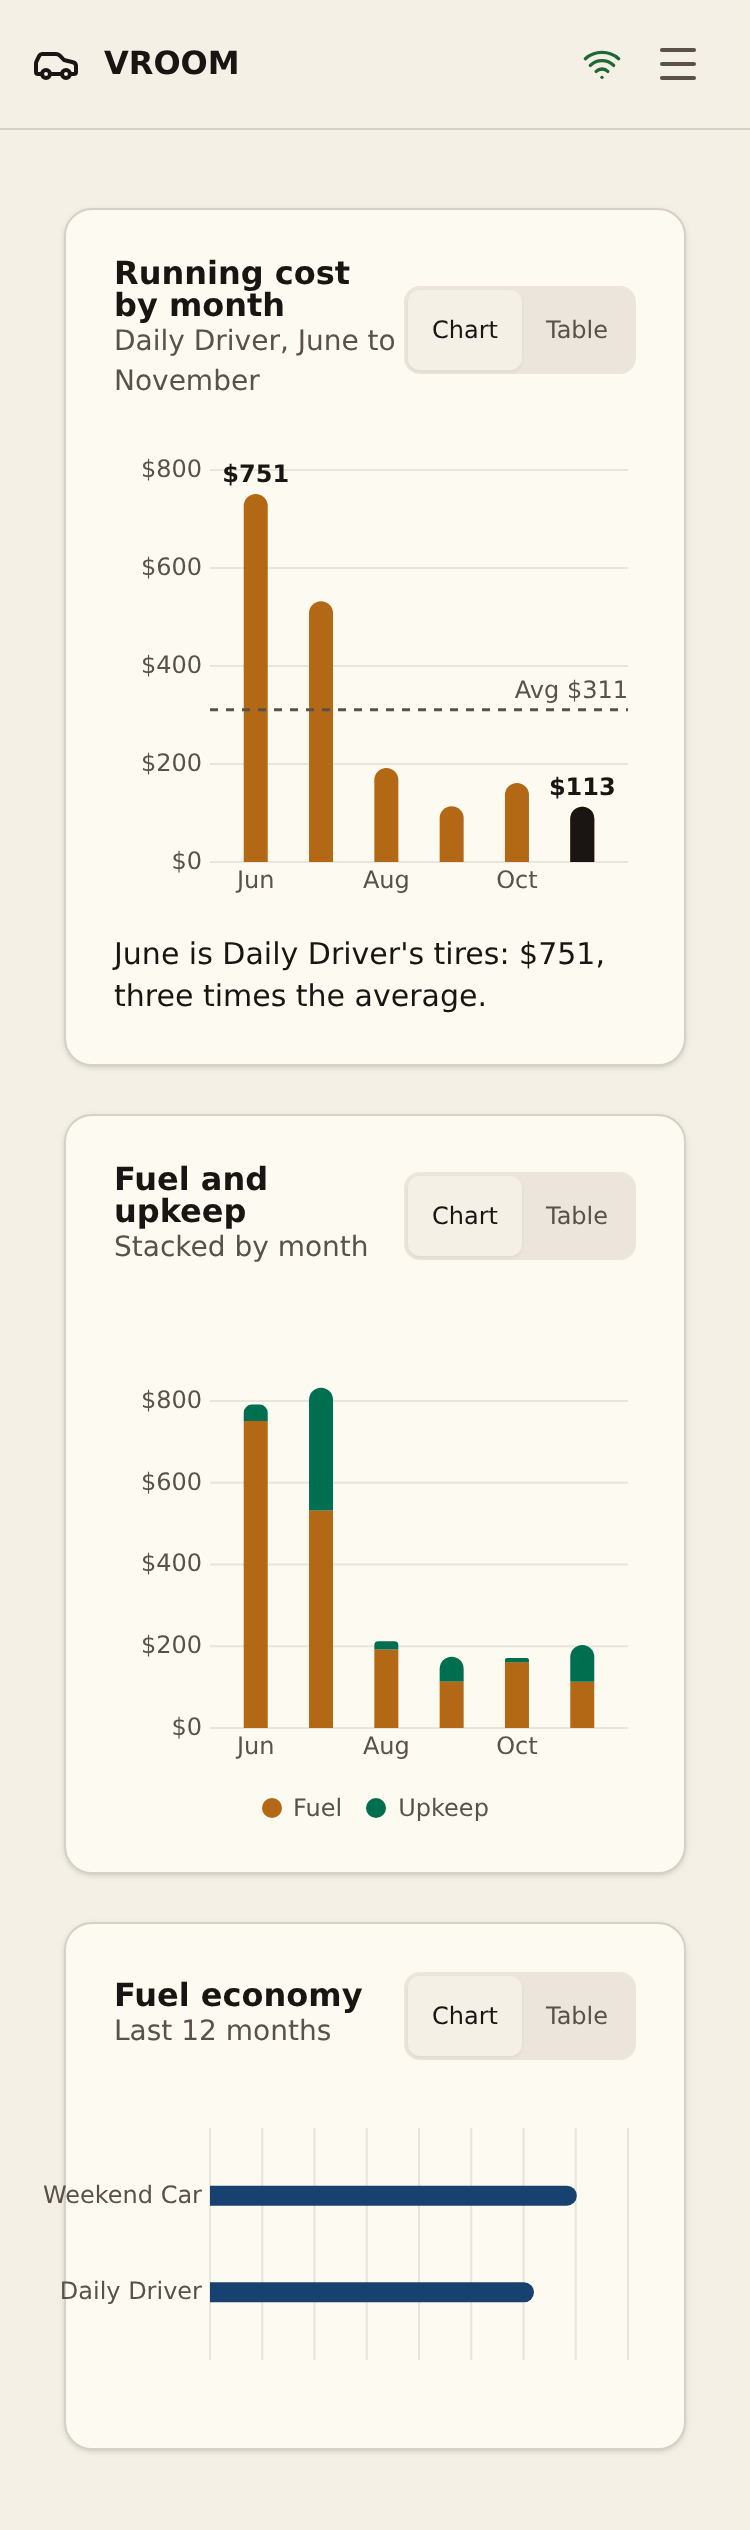 VROOM
Running cost
by month
Daily Driver, June to
November
Chart
Table
$800
$751
$600
$400
Avg $311
$200
$113
$0
Jun
Aug
Oct
June is Daily Driver's tires: $751,
three times the average.
Fuel and
upkeep
Stacked by month
Chart
Table
$800
$600
$400
$200
$0
Jun
Aug
Oct
Fuel
Upkeep
Fuel economy
Last 12 months
Chart
Table
Weekend Car
Daily Driver